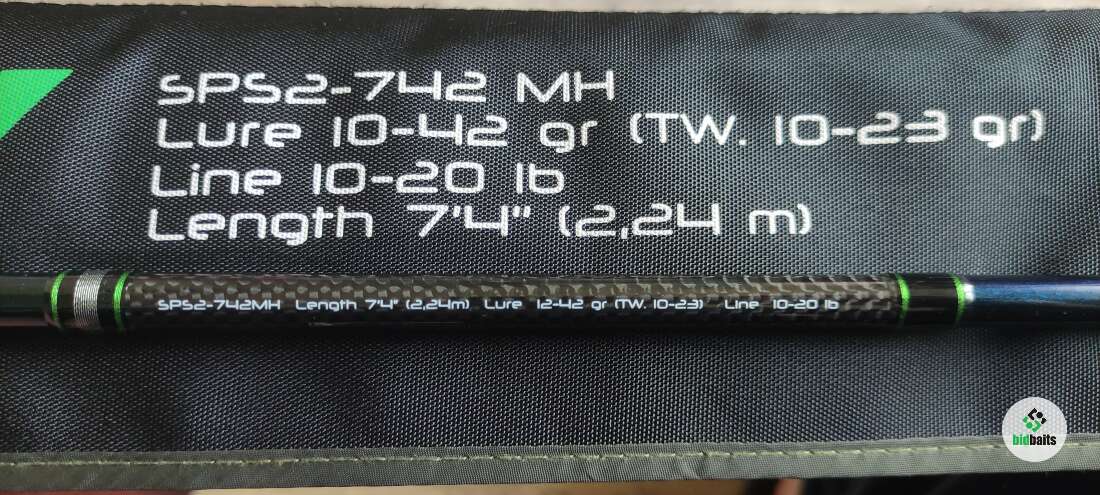 SPS2-742 MH
Lure 10-42 gr (TW. 10-23 gr)
Line 10-20 lb
Length 7'4" (2,24 m)
SPS2-742MH Length 7'4" (2,24m) Lure 12-42 gr (TW. 10-23) Line 10-20 lb
bidbaits